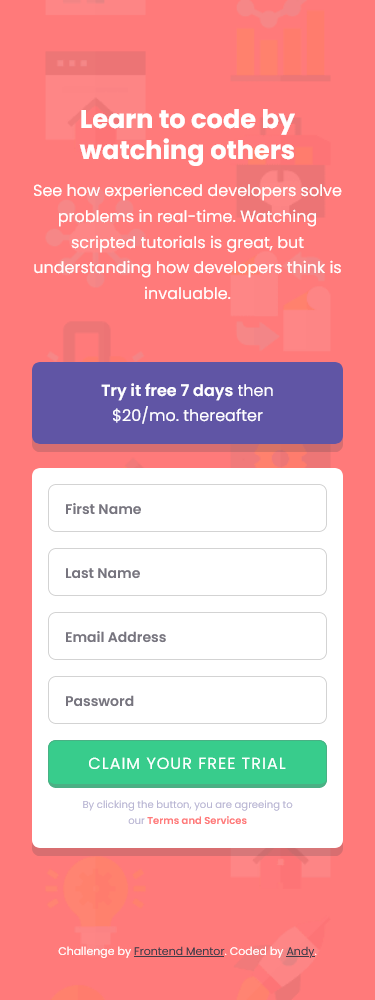 Learn to code by
watching others
See how experienced developers solve
problems in real-time. Watching
scripted tutorials is great, but
understanding how developers think is
invaluable.
Try it free 7 days then
$20/mo. thereafter
First Name
Last Name
Email Address
Password
CLAIM YOUR FREE TRIAL
By clicking the button, you are agreeing to
our Terms and Services
Challenge by Frontend Mentor. Coded by Andy.